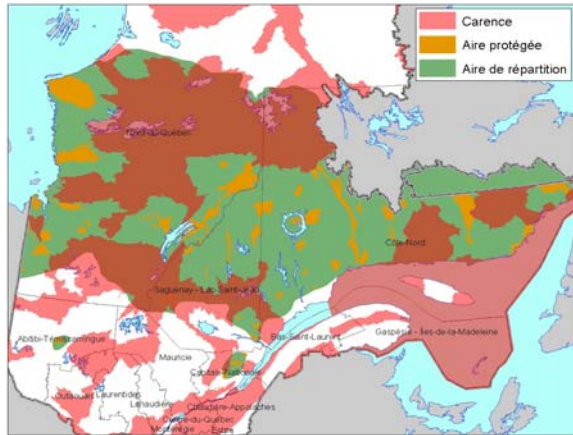 Carence
Aire protégée
Aire de répartition
Nord-du-Québec
Côte-Nord
Saguenay - Lac-Saint-Jean
Bas-Saint-Laurent
Gaspésie - Îles-de-la-Madeleine
Abitibi-Témiscamingue
Mauricie
Capitale-Nationale
Outaouais
Laurentides
Lanaudière
Chaudière-Appalaches
Centre-du-Québec
Montérégie
Estrie